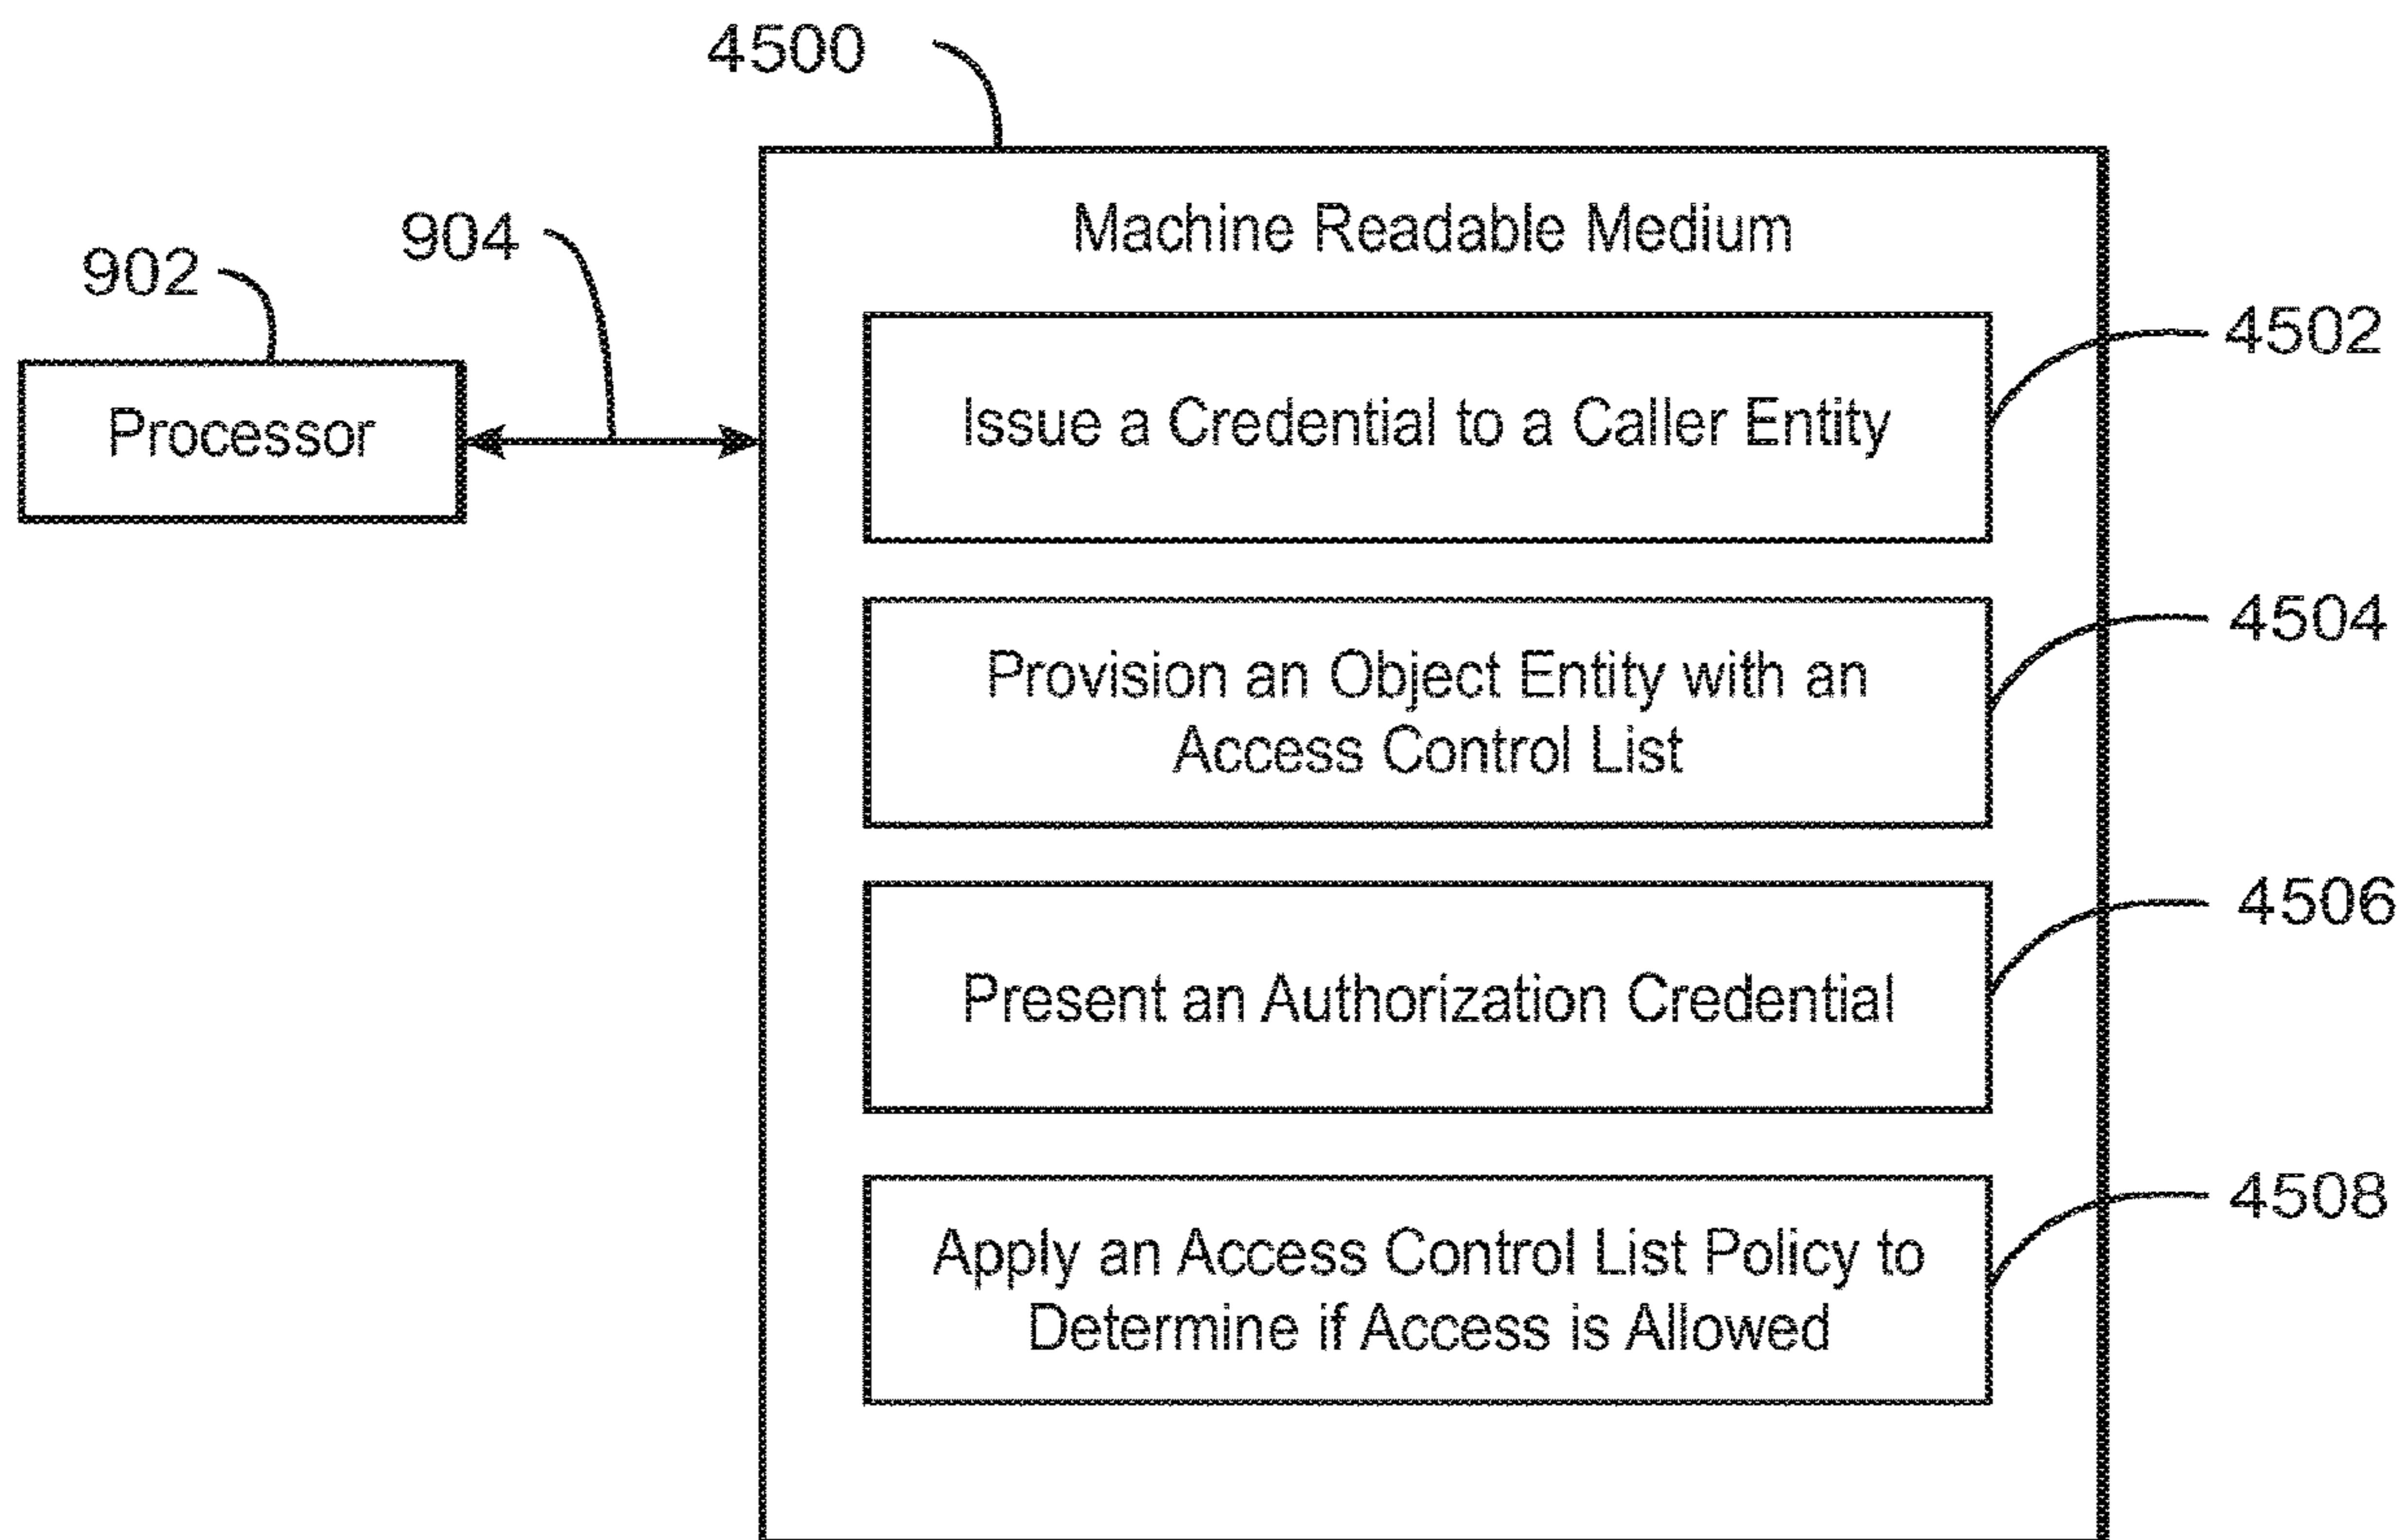 4500
Machine Readable Medium
904
902
4502
Processor
Issue a Credential to a Caller Entity
4504
Provision an Object Entity with an
Access Control List
4506
Present an Authorization Credential
4508
Apply an Access Control List Policy to
Determine if Access is Allowed